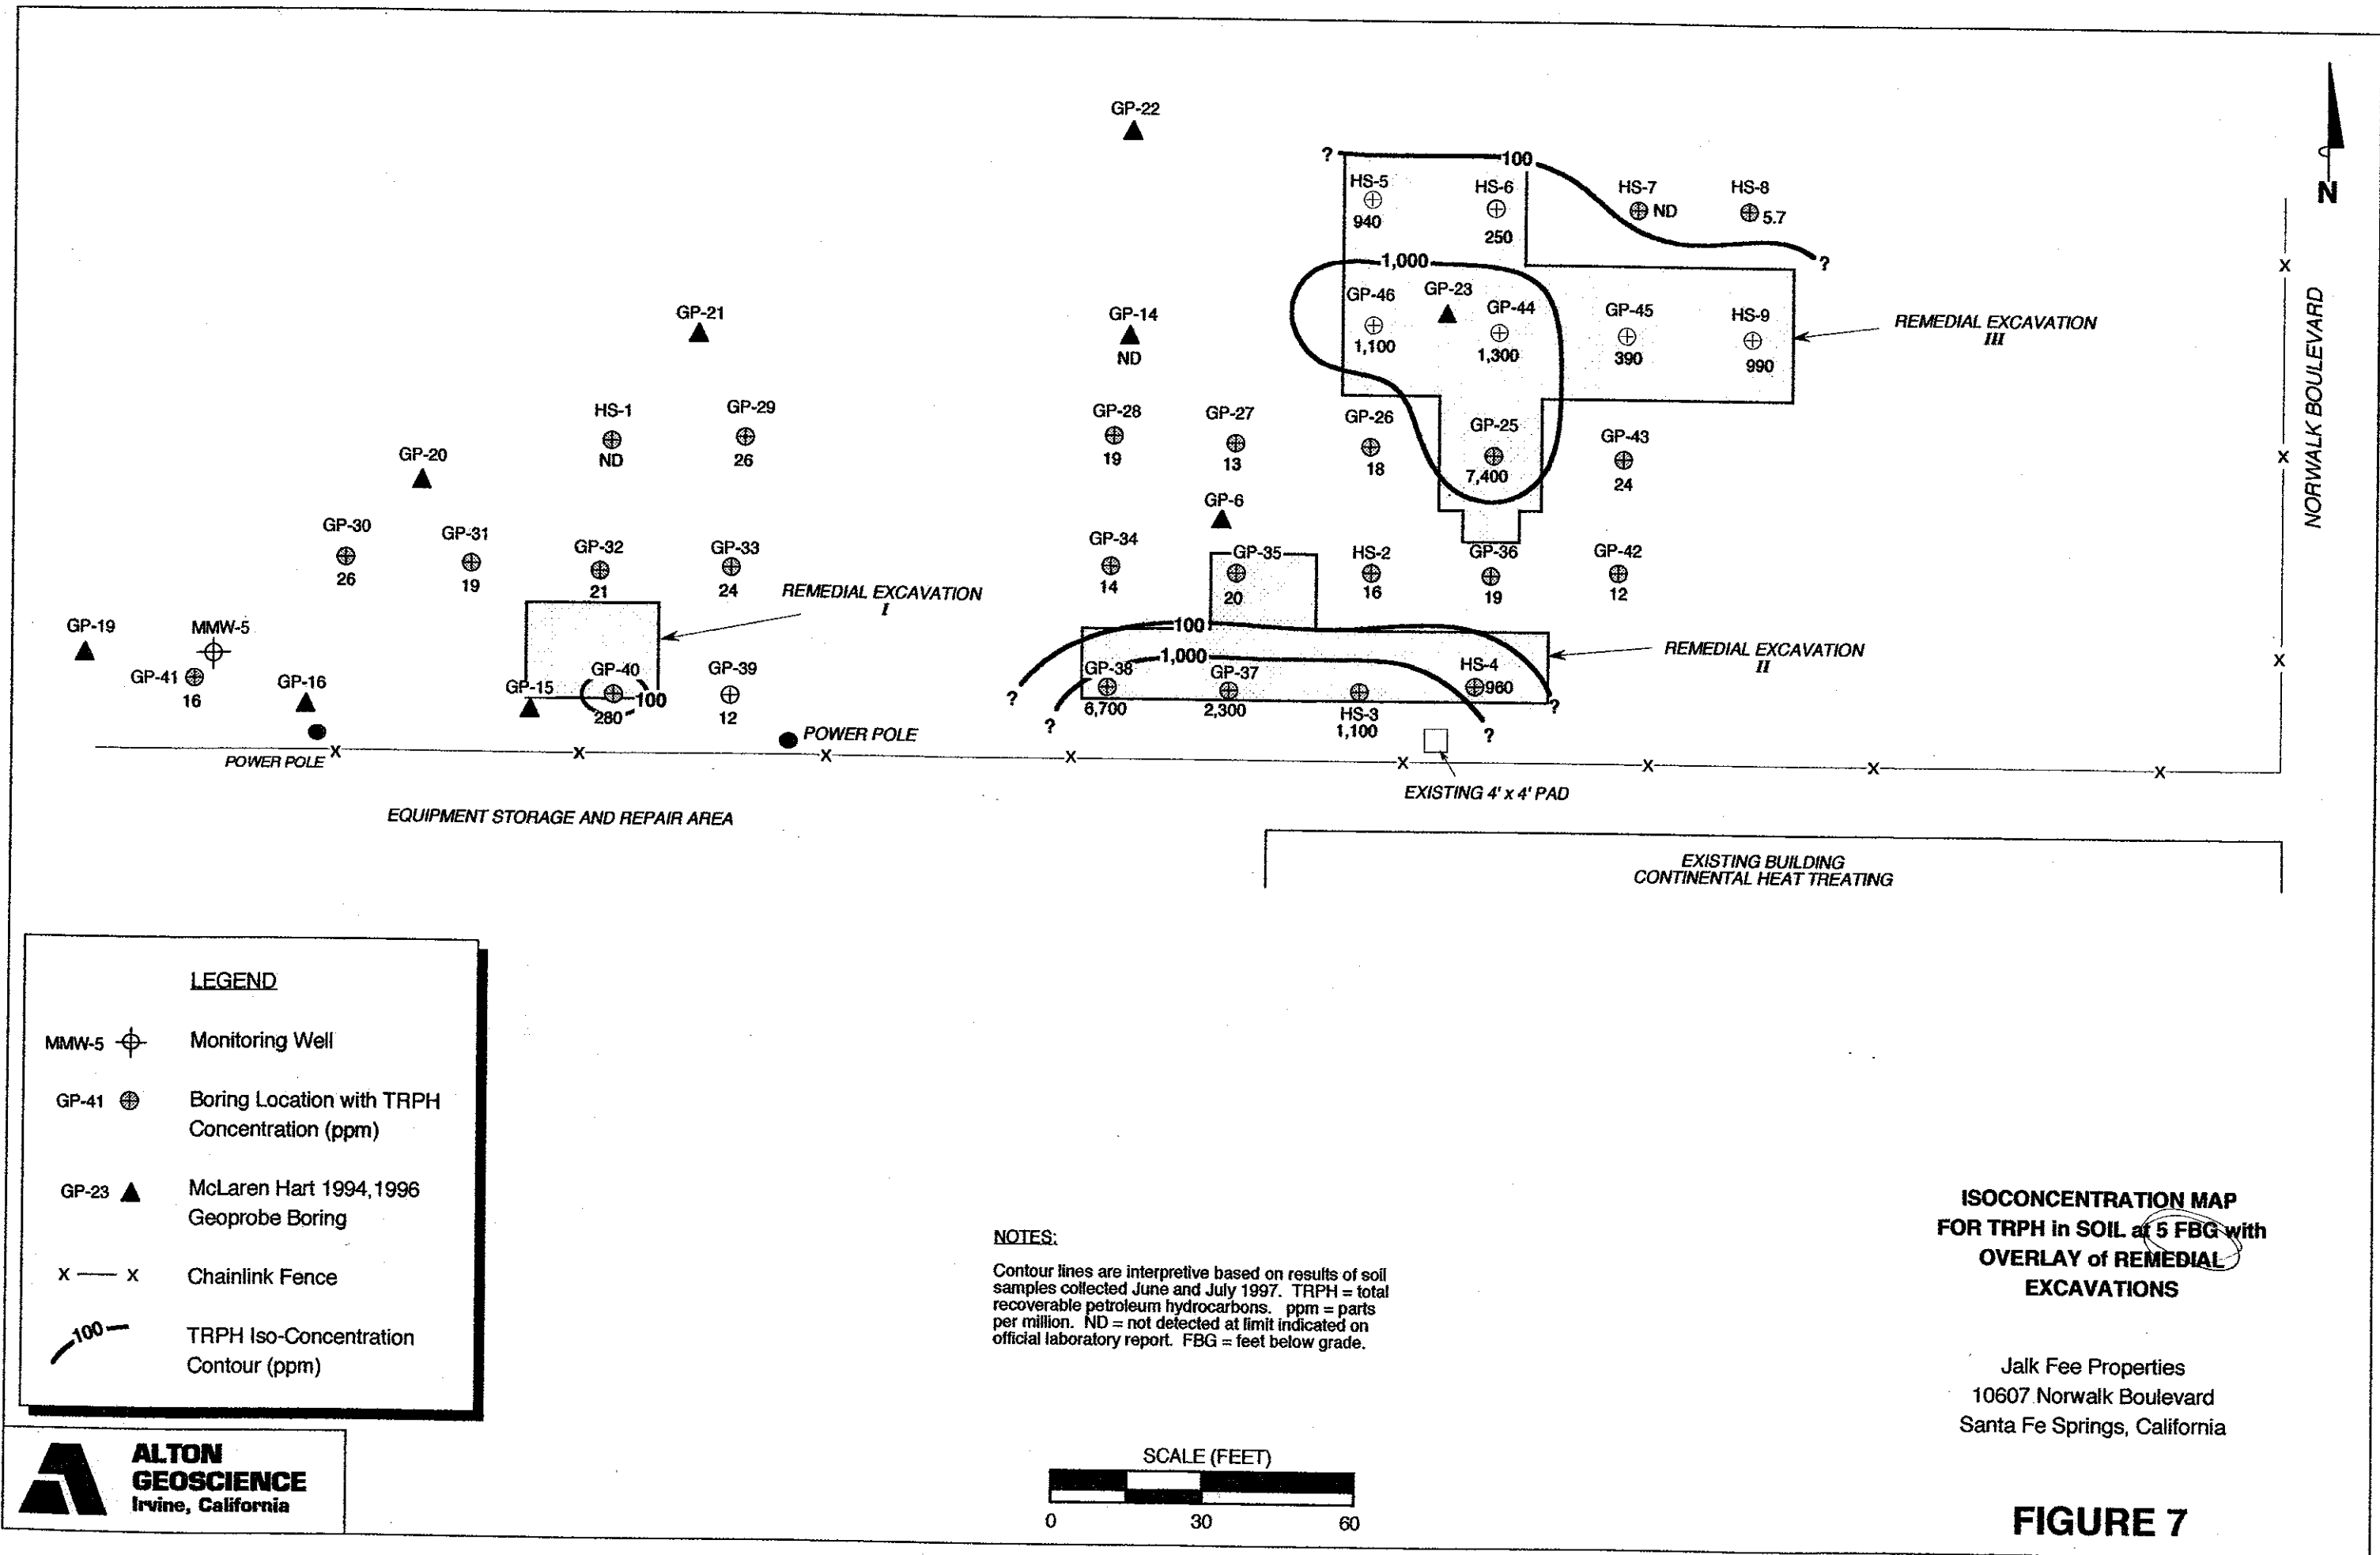 GP-22
?
100
HS-5
940
HS-6
250
HS-7
ND
HS-8
5.7
N
1,000
?
GP-21
GP-14
ND
GP-46
1,100
GP-23
GP-44
1,300
GP-45
390
HS-9
990
REMEDIAL EXCAVATION
III
NORWALK BOULEVARD
HS-1
ND
GP-29
26
GP-28
19
GP-27
13
GP-26
18
GP-25
7,400
GP-43
24
GP-20
GP-6
GP-30
26
GP-31
19
GP-32
21
GP-33
24
GP-34
14
GP-35
20
HS-2
16
GP-36
19
GP-42
12
REMEDIAL EXCAVATION
I
GP-19
MMW-5
GP-41
16
GP-16
GP-15
GP-40
280
100
GP-39
12
100
1,000
?
?
GP-38
6,700
GP-37
2,300
HS-3
1,100
HS-4
960
?
?
REMEDIAL EXCAVATION
II
POWER POLE
POWER POLE
X
X
X
X
X
X
X
X
X
X
X
EXISTING 4' x 4' PAD
EQUIPMENT STORAGE AND REPAIR AREA
EXISTING BUILDING
CONTINENTAL HEAT TREATING
LEGEND
MMW-5 Monitoring Well
GP-41 Boring Location with TRPH
Concentration (ppm)
GP-23 McLaren Hart 1994,1996
Geoprobe Boring
X — X Chainlink Fence
100 TRPH Iso-Concentration
Contour (ppm)
NOTES:
Contour lines are interpretive based on results of soil
samples collected June and July 1997. TRPH = total
recoverable petroleum hydrocarbons. ppm = parts
per million. ND = not detected at limit indicated on
official laboratory report. FBG = feet below grade.
ISOCONCENTRATION MAP
FOR TRPH in SOIL at 5 FBG with
OVERLAY of REMEDIAL
EXCAVATIONS
Jalk Fee Properties
10607 Norwalk Boulevard
Santa Fe Springs, California
ALTON
GEOSCIENCE
Irvine, California
SCALE (FEET)
0 30 60
FIGURE 7